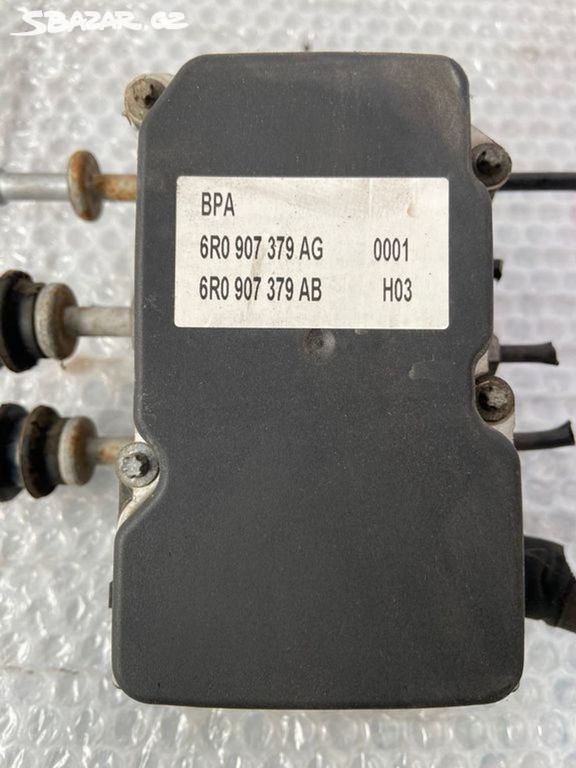 SBAZAR.CZ
BPA
6R0 907 379 AG 0001
6R0 907 379 AB H03